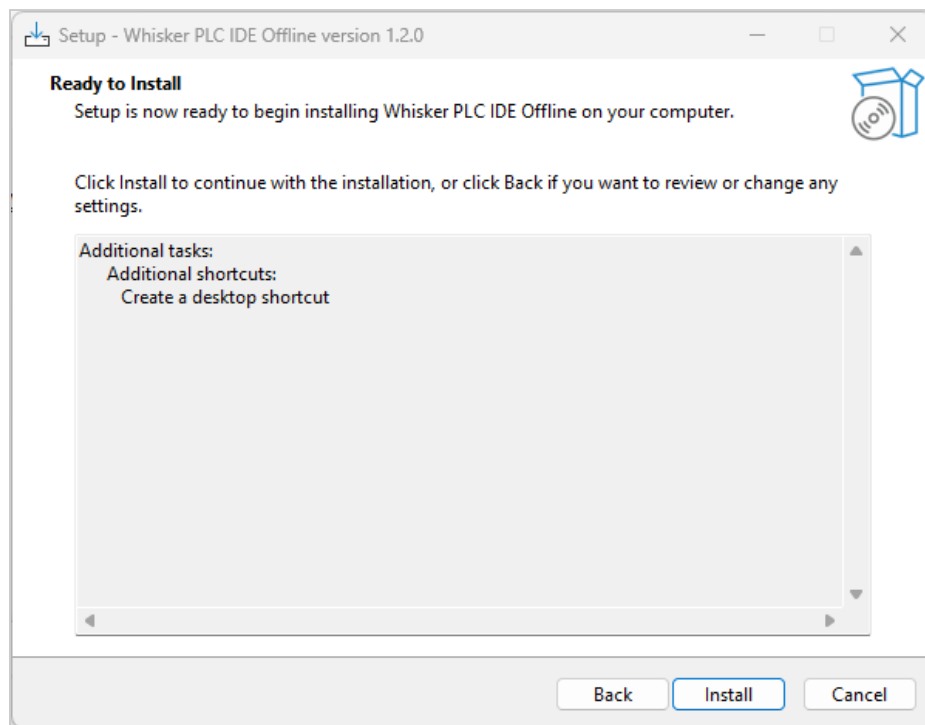 Setup - Whisker PLC IDE Offline version 1.2.0
Ready to Install
Setup is now ready to begin installing Whisker PLC IDE Offline on your computer.
Click Install to continue with the installation, or click Back if you want to review or change any
settings.
Additional tasks:
Additional shortcuts:
Create a desktop shortcut
Back
Install
Cancel